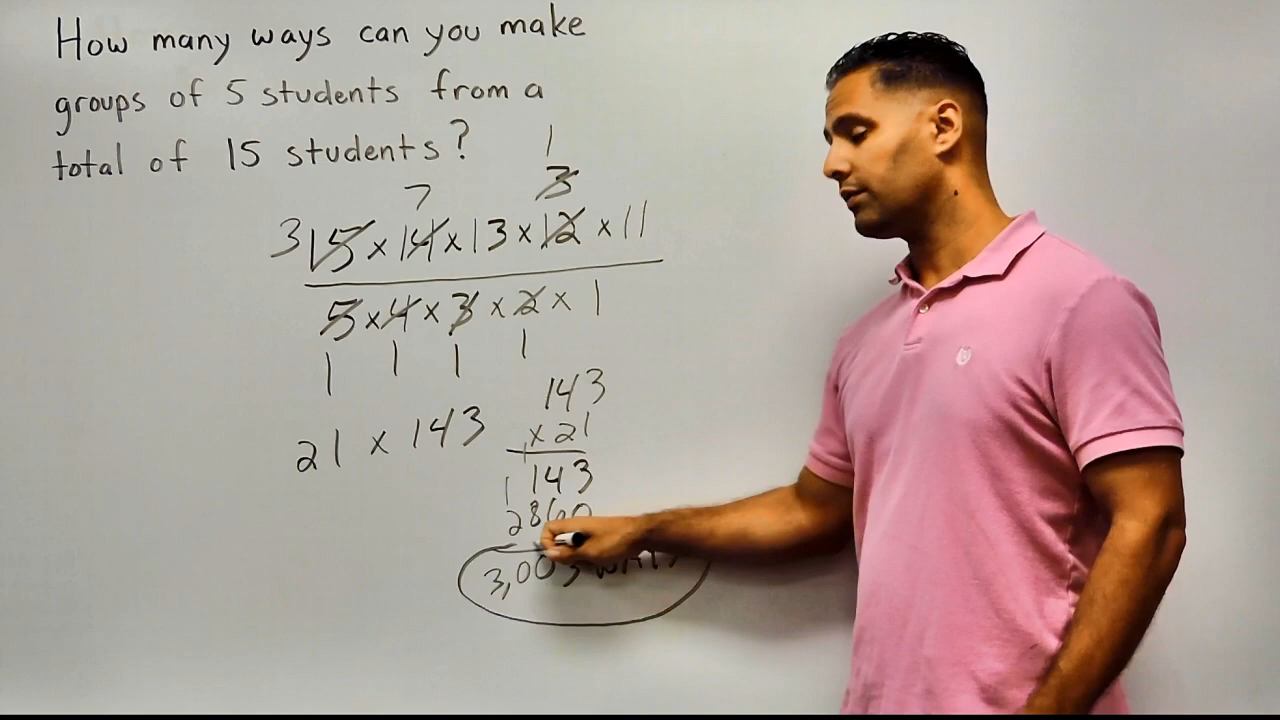 How many ways can you make
groups of 5 students from a
total of 15 students?
1
7 3
3 15 x 14 x 13 x 12 x 11
5 x 4 x 3 x 2 x 1
1 1 1 1
143
21 x 143
x 21
1
143
1
2860
3,003